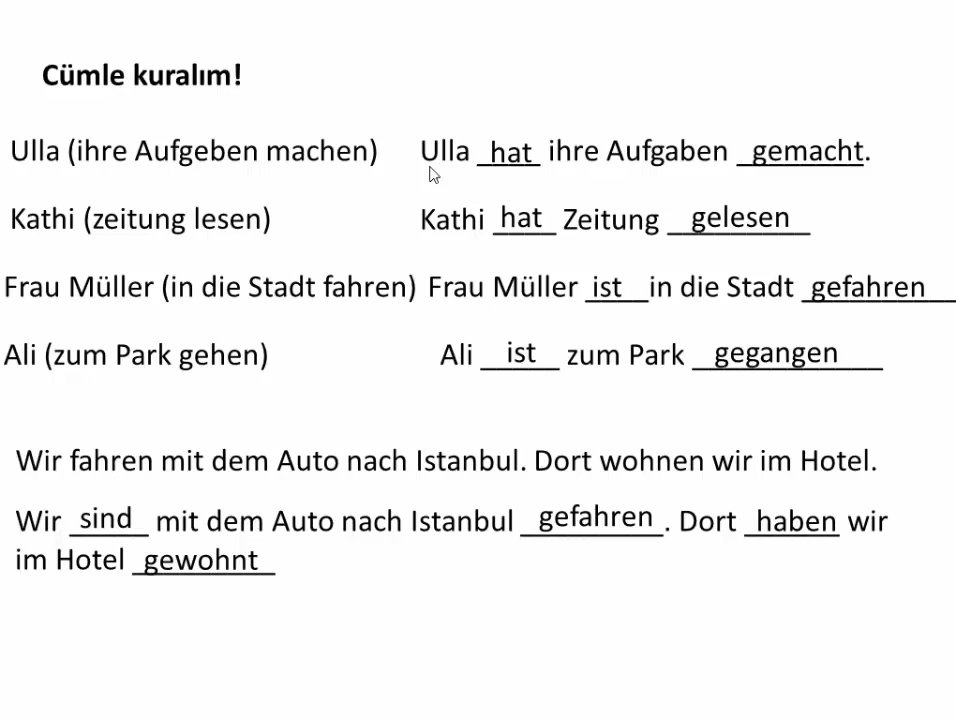 Cümle kuralım!
Ulla (ihre Aufgeben machen) Ulla hat ihre Aufgaben gemacht.
Kathi (zeitung lesen) Kathi hat Zeitung gelesen
Frau Müller (in die Stadt fahren) Frau Müller ist in die Stadt gefahren
Ali (zum Park gehen) Ali ist zum Park gegangen
Wir fahren mit dem Auto nach Istanbul. Dort wohnen wir im Hotel.
Wir sind mit dem Auto nach Istanbul gefahren. Dort haben wir
im Hotel gewohnt